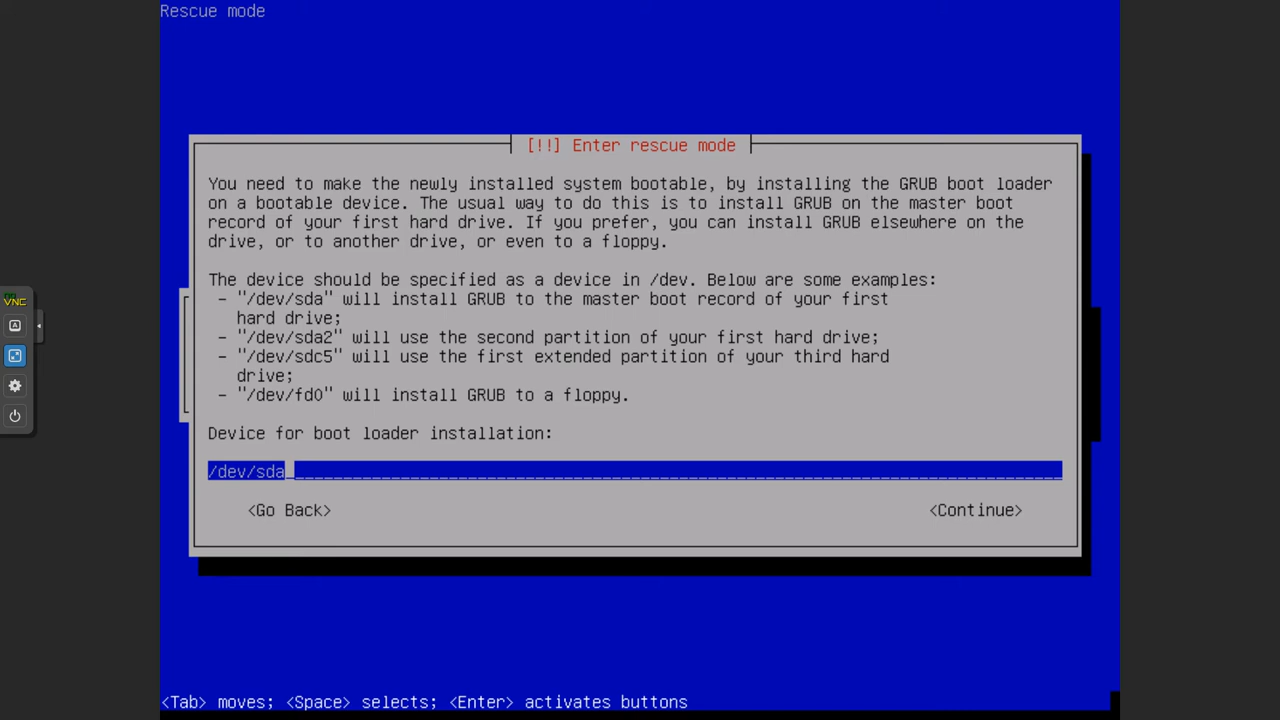 Rescue mode
[!!] Enter rescue mode
You need to make the newly installed system bootable, by installing the GRUB boot loader
on a bootable device. The usual way to do this is to install GRUB on the master boot
record of your first hard drive. If you prefer, you can install GRUB elsewhere on the
drive, or to another drive, or even to a floppy.
The device should be specified as a device in /dev. Below are some examples:
- "/dev/sda" will install GRUB to the master boot record of your first
hard drive;
- "/dev/sda2" will use the second partition of your first hard drive;
- "/dev/sdc5" will use the first extended partition of your third hard
drive;
- "/dev/fd0" will install GRUB to a floppy.
Device for boot loader installation:
/dev/sda
<Go Back> <Continue>
<Tab> moves; <Space> selects; <Enter> activates buttons
VNC
A